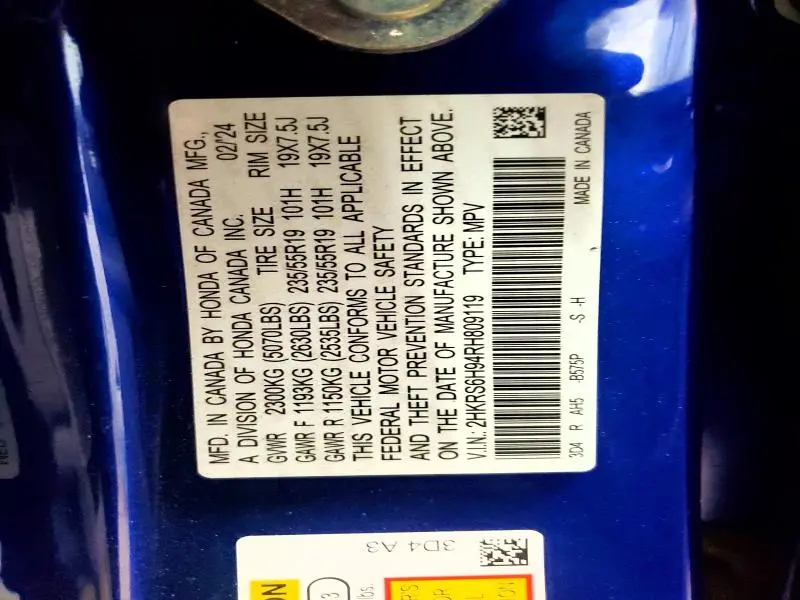 MFD. IN CANADA BY HONDA OF CANADA MFG.,
A DIVISION OF HONDA CANADA INC. 02/'24
GVWR 2300KG (5070LBS) TIRE SIZE RIM SIZE
GAWR F 1193KG (2630LBS) 235/55R19 101H 19X7.5J
GAWR R 1150KG (2535LBS) 235/55R19 101H 19X7.5J
THIS VEHICLE CONFORMS TO ALL APPLICABLE
FEDERAL MOTOR VEHICLE SAFETY
AND THEFT PREVENTION STANDARDS IN EFFECT
ON THE DATE OF MANUFACTURE SHOWN ABOVE.
V.I.N.: 2HKRS6H94RH809119 TYPE: MPV
3D4 R AH5 -B575P -S -H MADE IN CANADA
3D4 A3